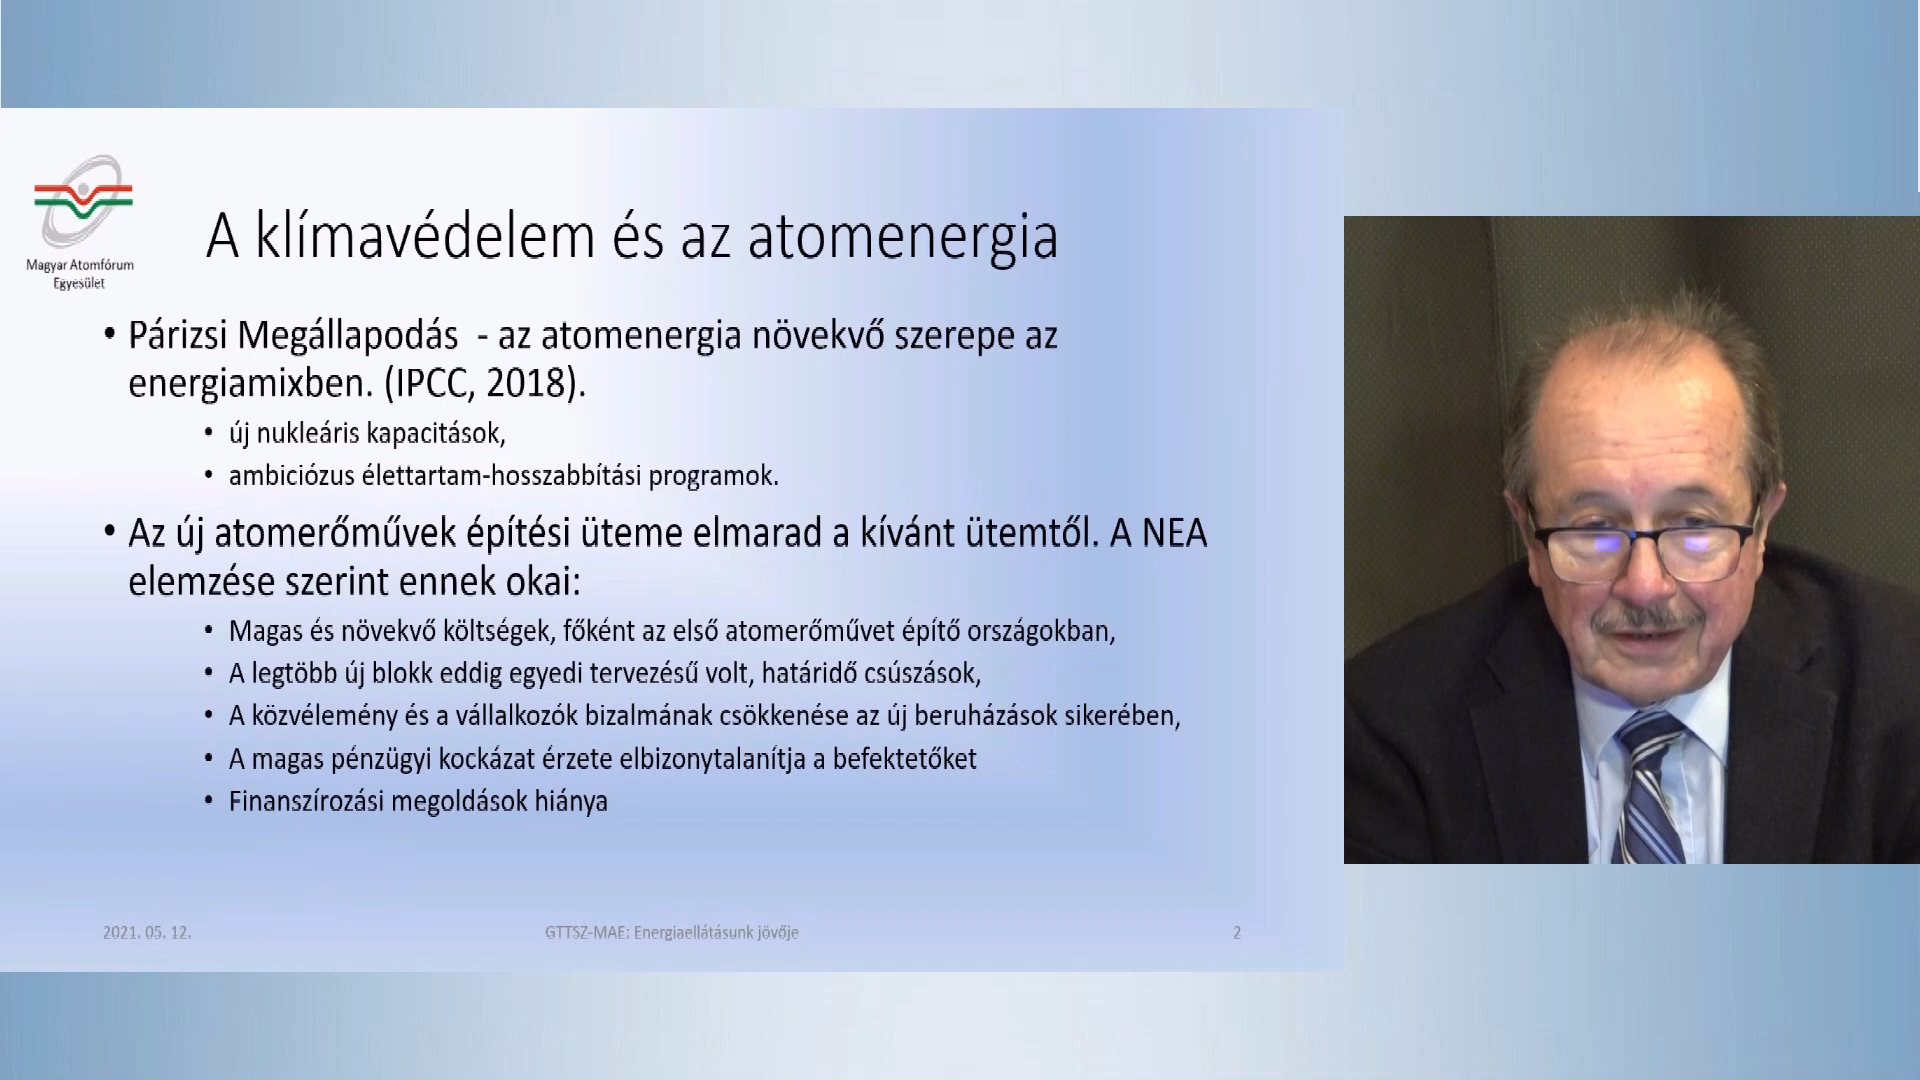 Magyar Atomfórum
Egyesület
A klímavédelem és az atomenergia
• Párizsi Megállapodás - az atomenergia növekvő szerepe az
energiamixben. (IPCC, 2018).
• új nukleáris kapacitások,
• ambiciózus élettartam-hosszabbítási programok.
• Az új atomerőművek építési üteme elmarad a kívánt ütemtől. A NEA
elemzése szerint ennek okai:
• Magas és növekvő költségek, főként az első atomerőművet építő országokban,
• A legtöbb új blokk eddig egyedi tervezésű volt, határidő csúszások,
• A közvélemény és a vállalkozók bizalmának csökkenése az új beruházások sikerében,
• A magas pénzügyi kockázat érzete elbizonytalanítja a befektetőket
• Finanszírozási megoldások hiánya
2021. 05. 12.
GTTSZ-MAE: Energiaellátásunk jövője
2